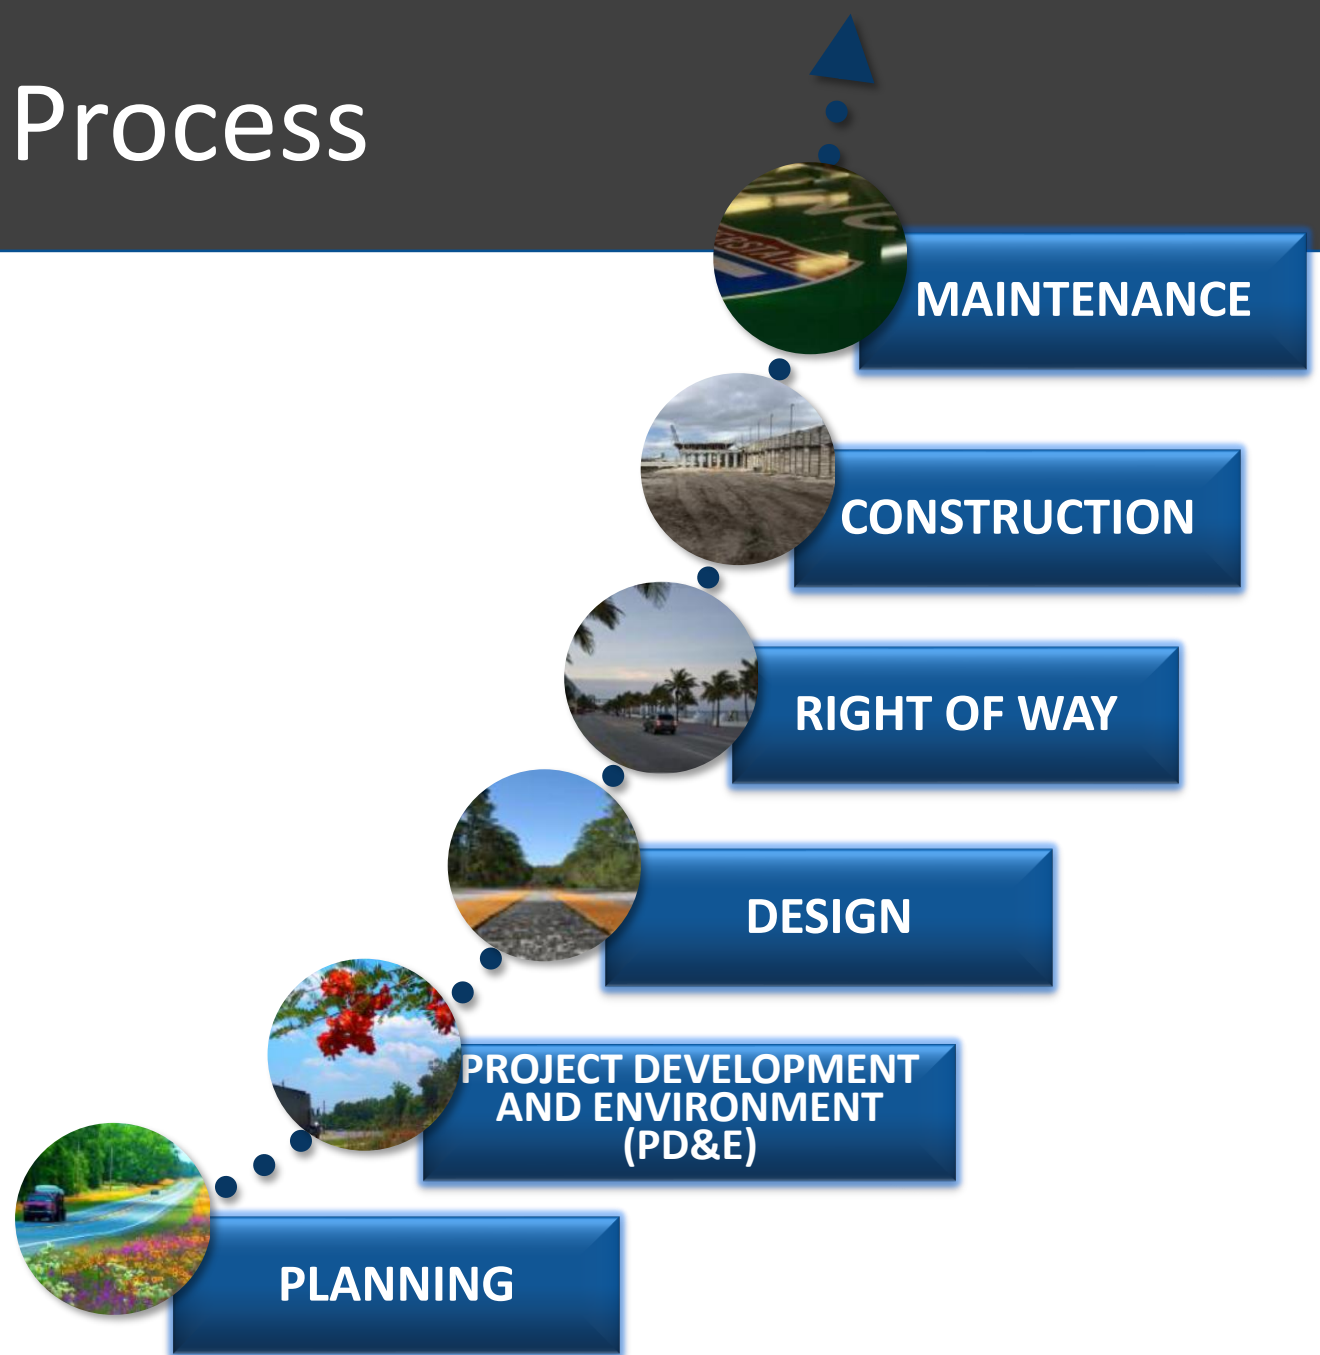 Process
MAINTENANCE
CONSTRUCTION
RIGHT OF WAY
DESIGN
PROJECT DEVELOPMENT
AND ENVIRONMENT
(PD&E)
PLANNING